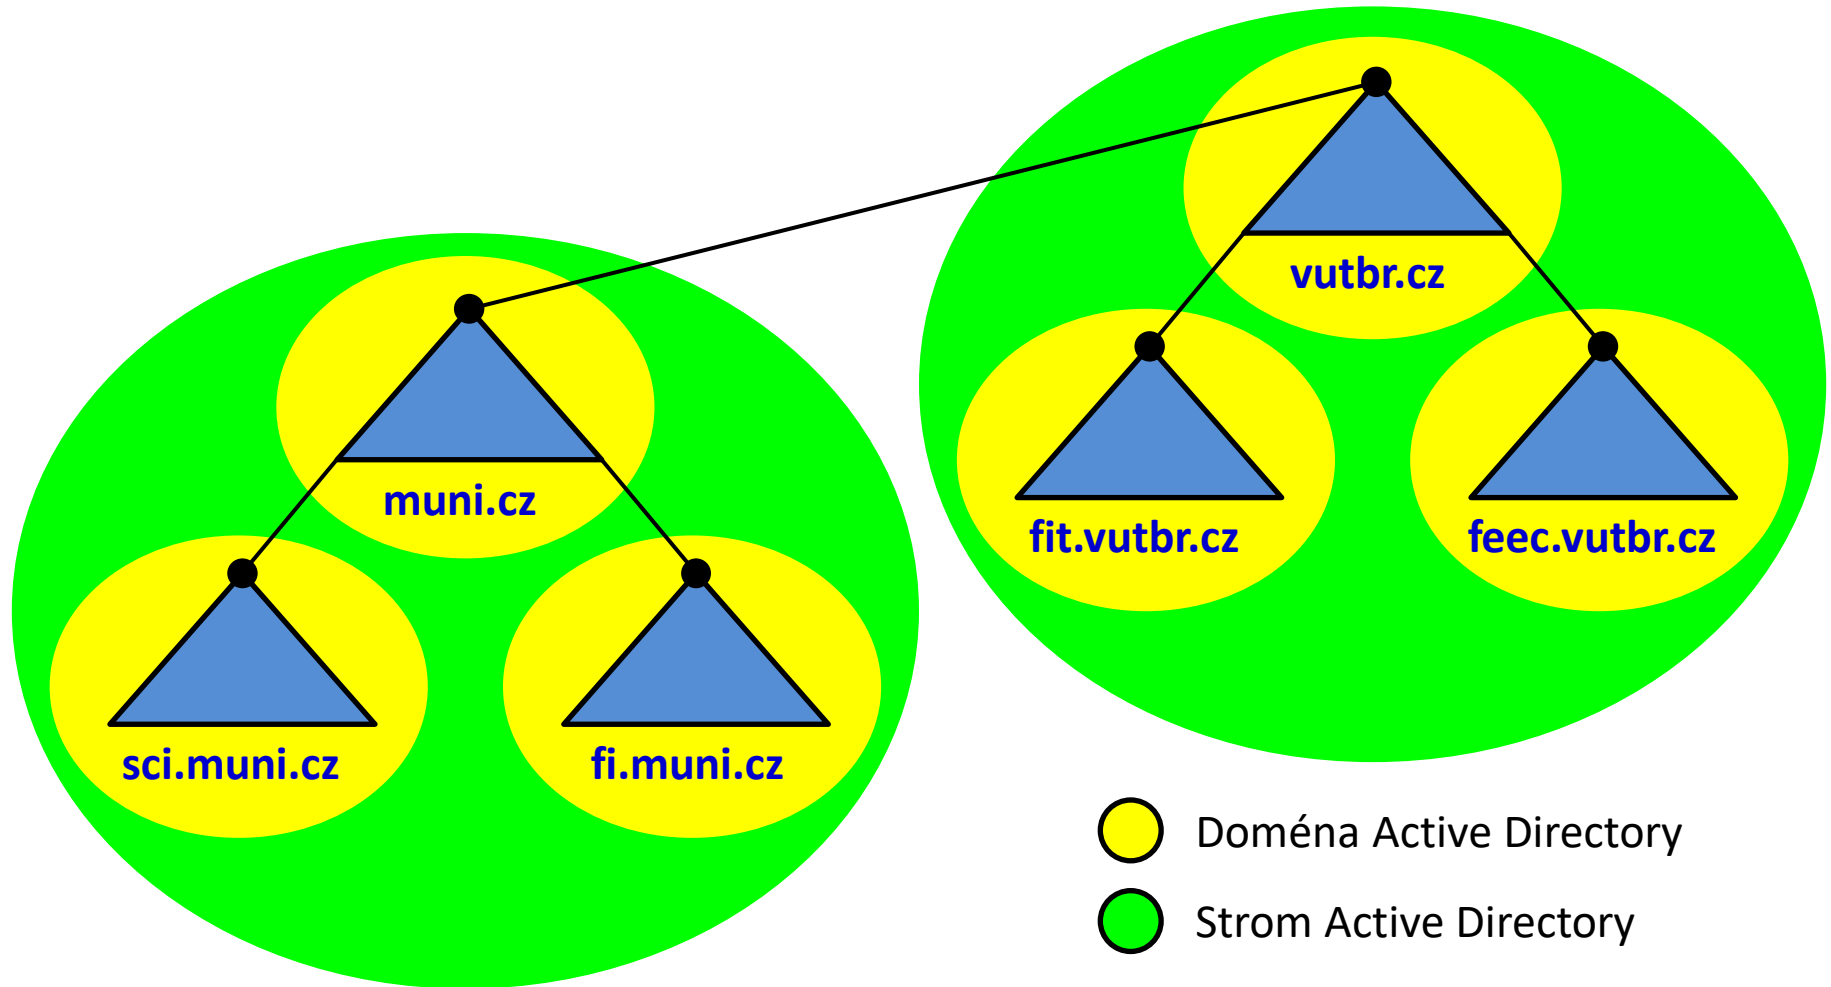 vutbr.cz
fit.vutbr.cz
feec.vutbr.cz
muni.cz
sci.muni.cz
fi.muni.cz
Doména Active Directory
Strom Active Directory